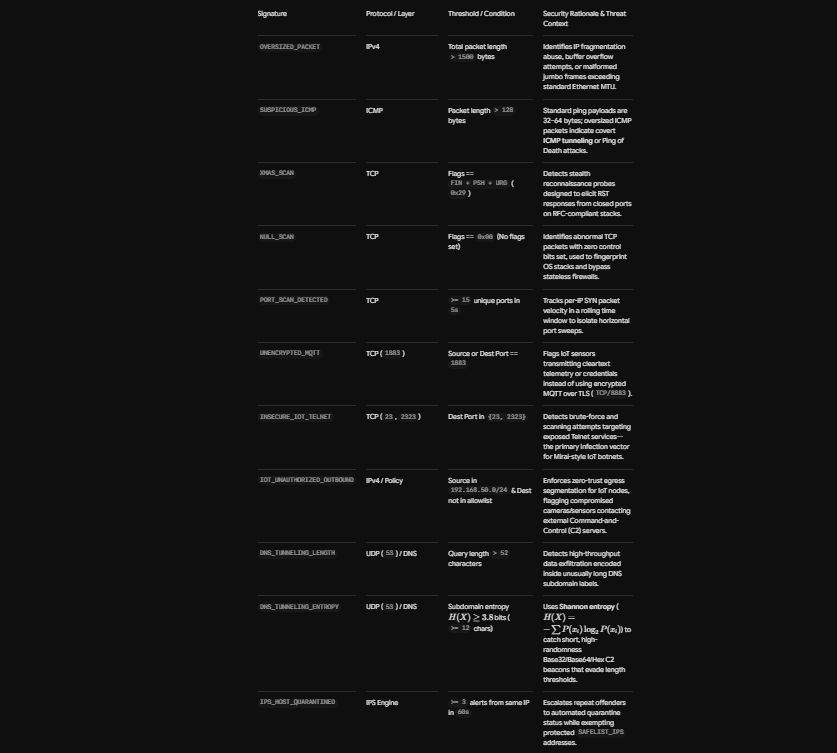 Signature Protocol / Layer Threshold / Condition Security Rationale & Threat
Context
OVERSIZED_PACKET IPv4 Total packet length Identifies IP fragmentation
> 1500 bytes abuse, buffer overflow
attempts, or malformed
jumbo frames exceeding
standard Ethernet MTU.
SUSPICIOUS_ICMP ICMP Packet length > 128 Standard ping payloads are
bytes 32–64 bytes; oversized ICMP
packets indicate covert
ICMP tunneling or Ping of
Death attacks.
XMAS_SCAN TCP Flags == Detects stealth
FIN + PSH + URG ( reconnaissance probes
0x29 ) designed to elicit RST
responses from closed ports
on RFC-compliant stacks.
NULL_SCAN TCP Flags == 0x00 (No flags Identifies abnormal TCP
set) packets with zero control
bits set, used to fingerprint
OS stacks and bypass
stateless firewalls.
PORT_SCAN_DETECTED TCP >= 15 unique ports in Tracks per-IP SYN packet
5s velocity in a rolling time
window to isolate horizontal
port sweeps.
UNENCRYPTED_MQTT TCP ( 1883 ) Source or Dest Port == Flags IoT sensors
1883 transmitting cleartext
telemetry or credentials
instead of using encrypted
MQTT over TLS ( TCP/8883 ).
INSECURE_IOT_TELNET TCP ( 23 , 2323 ) Dest Port in {23, 2323} Detects brute-force and
scanning attempts targeting
exposed Telnet services—
the primary infection vector
for Mirai-style IoT botnets.
IOT_UNAUTHORIZED_OUTBOUND IPv4 / Policy Source in Enforces zero-trust egress
192.168.50.0/24 & Dest segmentation for IoT nodes,
not in allowlist flagging compromised
cameras/sensors contacting
external Command-and-
Control (C2) servers.
DNS_TUNNELING_LENGTH UDP ( 53 ) / DNS Query length > 52 Detects high-throughput
characters data exfiltration encoded
inside unusually long DNS
subdomain labels.
DNS_TUNNELING_ENTROPY UDP ( 53 ) / DNS Subdomain entropy Uses Shannon entropy (
H(X) ≥ 3.8 bits ( H(X) =
>= 12 chars) −∑ P(xᵢ) log₂ P(xᵢ)) to
catch short, high-
randomness
Base32/Base64/Hex C2
beacons that evade length
thresholds.
IPS_HOST_QUARANTINED IPS Engine >= 3 alerts from same IP Escalates repeat offenders
in 60s to automated quarantine
status while exempting
protected SAFELIST_IPS
addresses.